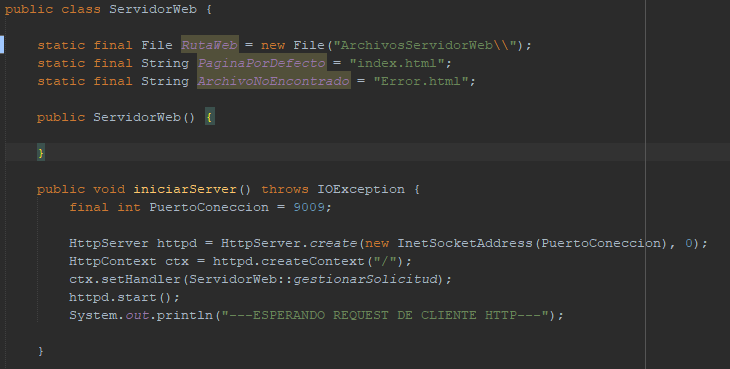 public class ServidorWeb {
static final File RutaWeb = new File("ArchivosServidorWeb\\");
static final String PaginaPorDefecto = "index.html";
static final String ArchivoNoEncontrado = "Error.html";
public ServidorWeb() {
}
public void iniciarServer() throws IOException {
final int PuertoConeccion = 9009;
HttpServer httpd = HttpServer.create(new InetSocketAddress(PuertoConeccion), 0);
HttpContext ctx = httpd.createContext("/");
ctx.setHandler(ServidorWeb::gestionarSolicitud);
httpd.start();
System.out.println("---ESPERANDO REQUEST DE CLIENTE HTTP---");
}